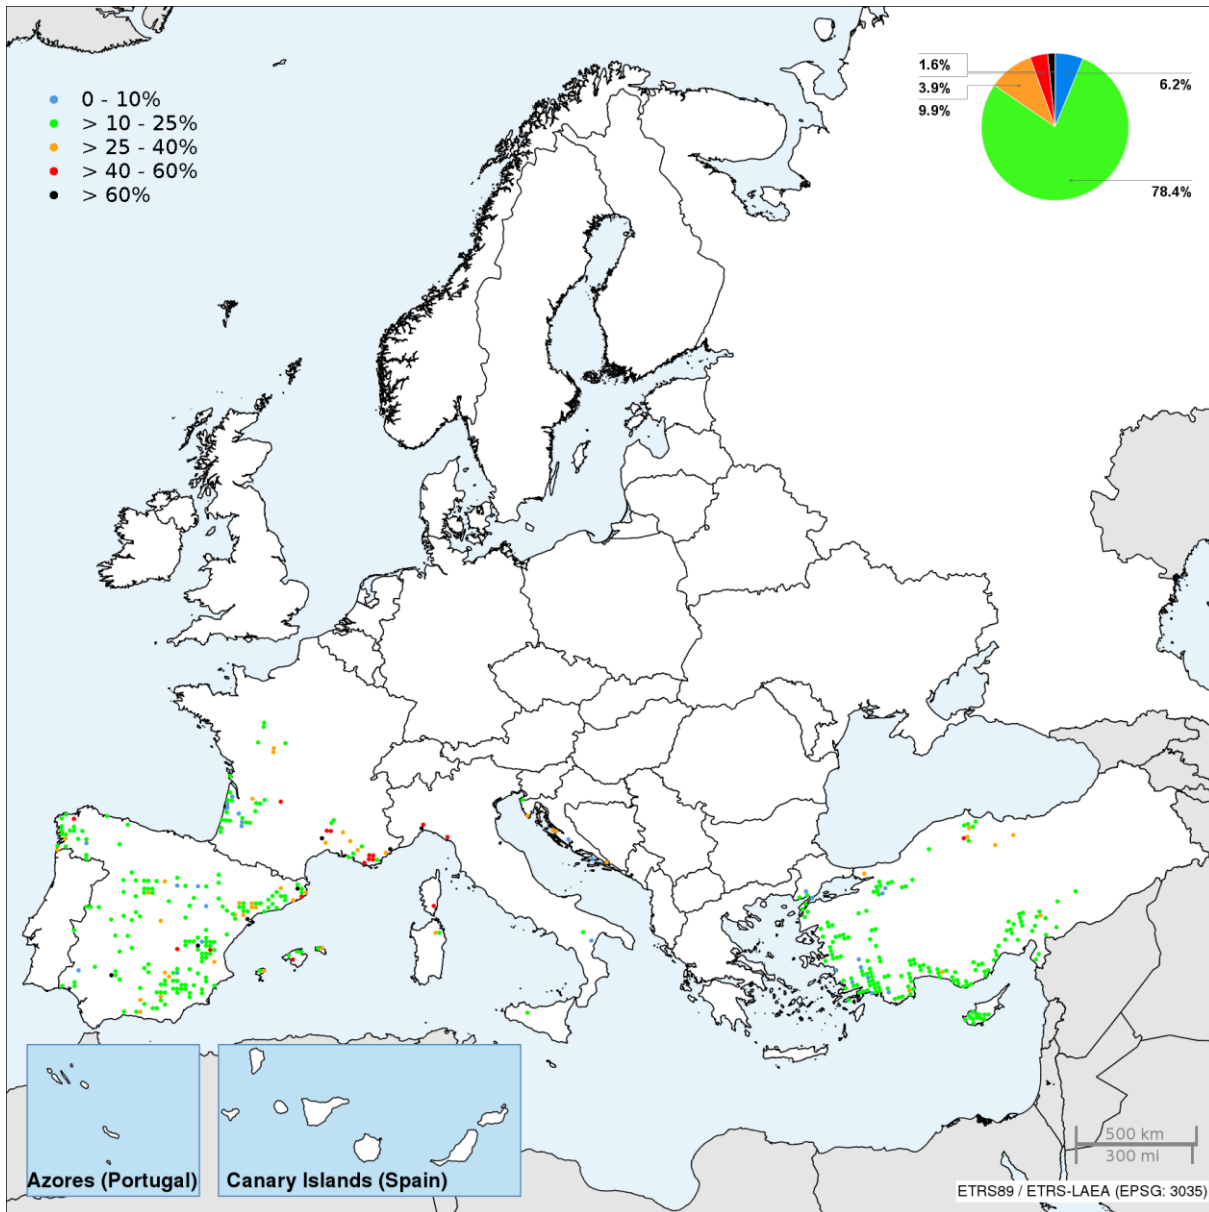 0 - 10%
> 10 - 25%
> 25 - 40%
> 40 - 60%
> 60%
1.6%
3.9%
9.9%
6.2%
78.4%
Azores (Portugal)
Canary Islands (Spain)
500 km
300 mi
ETRS89 / ETRS-LAEA (EPSG: 3035)